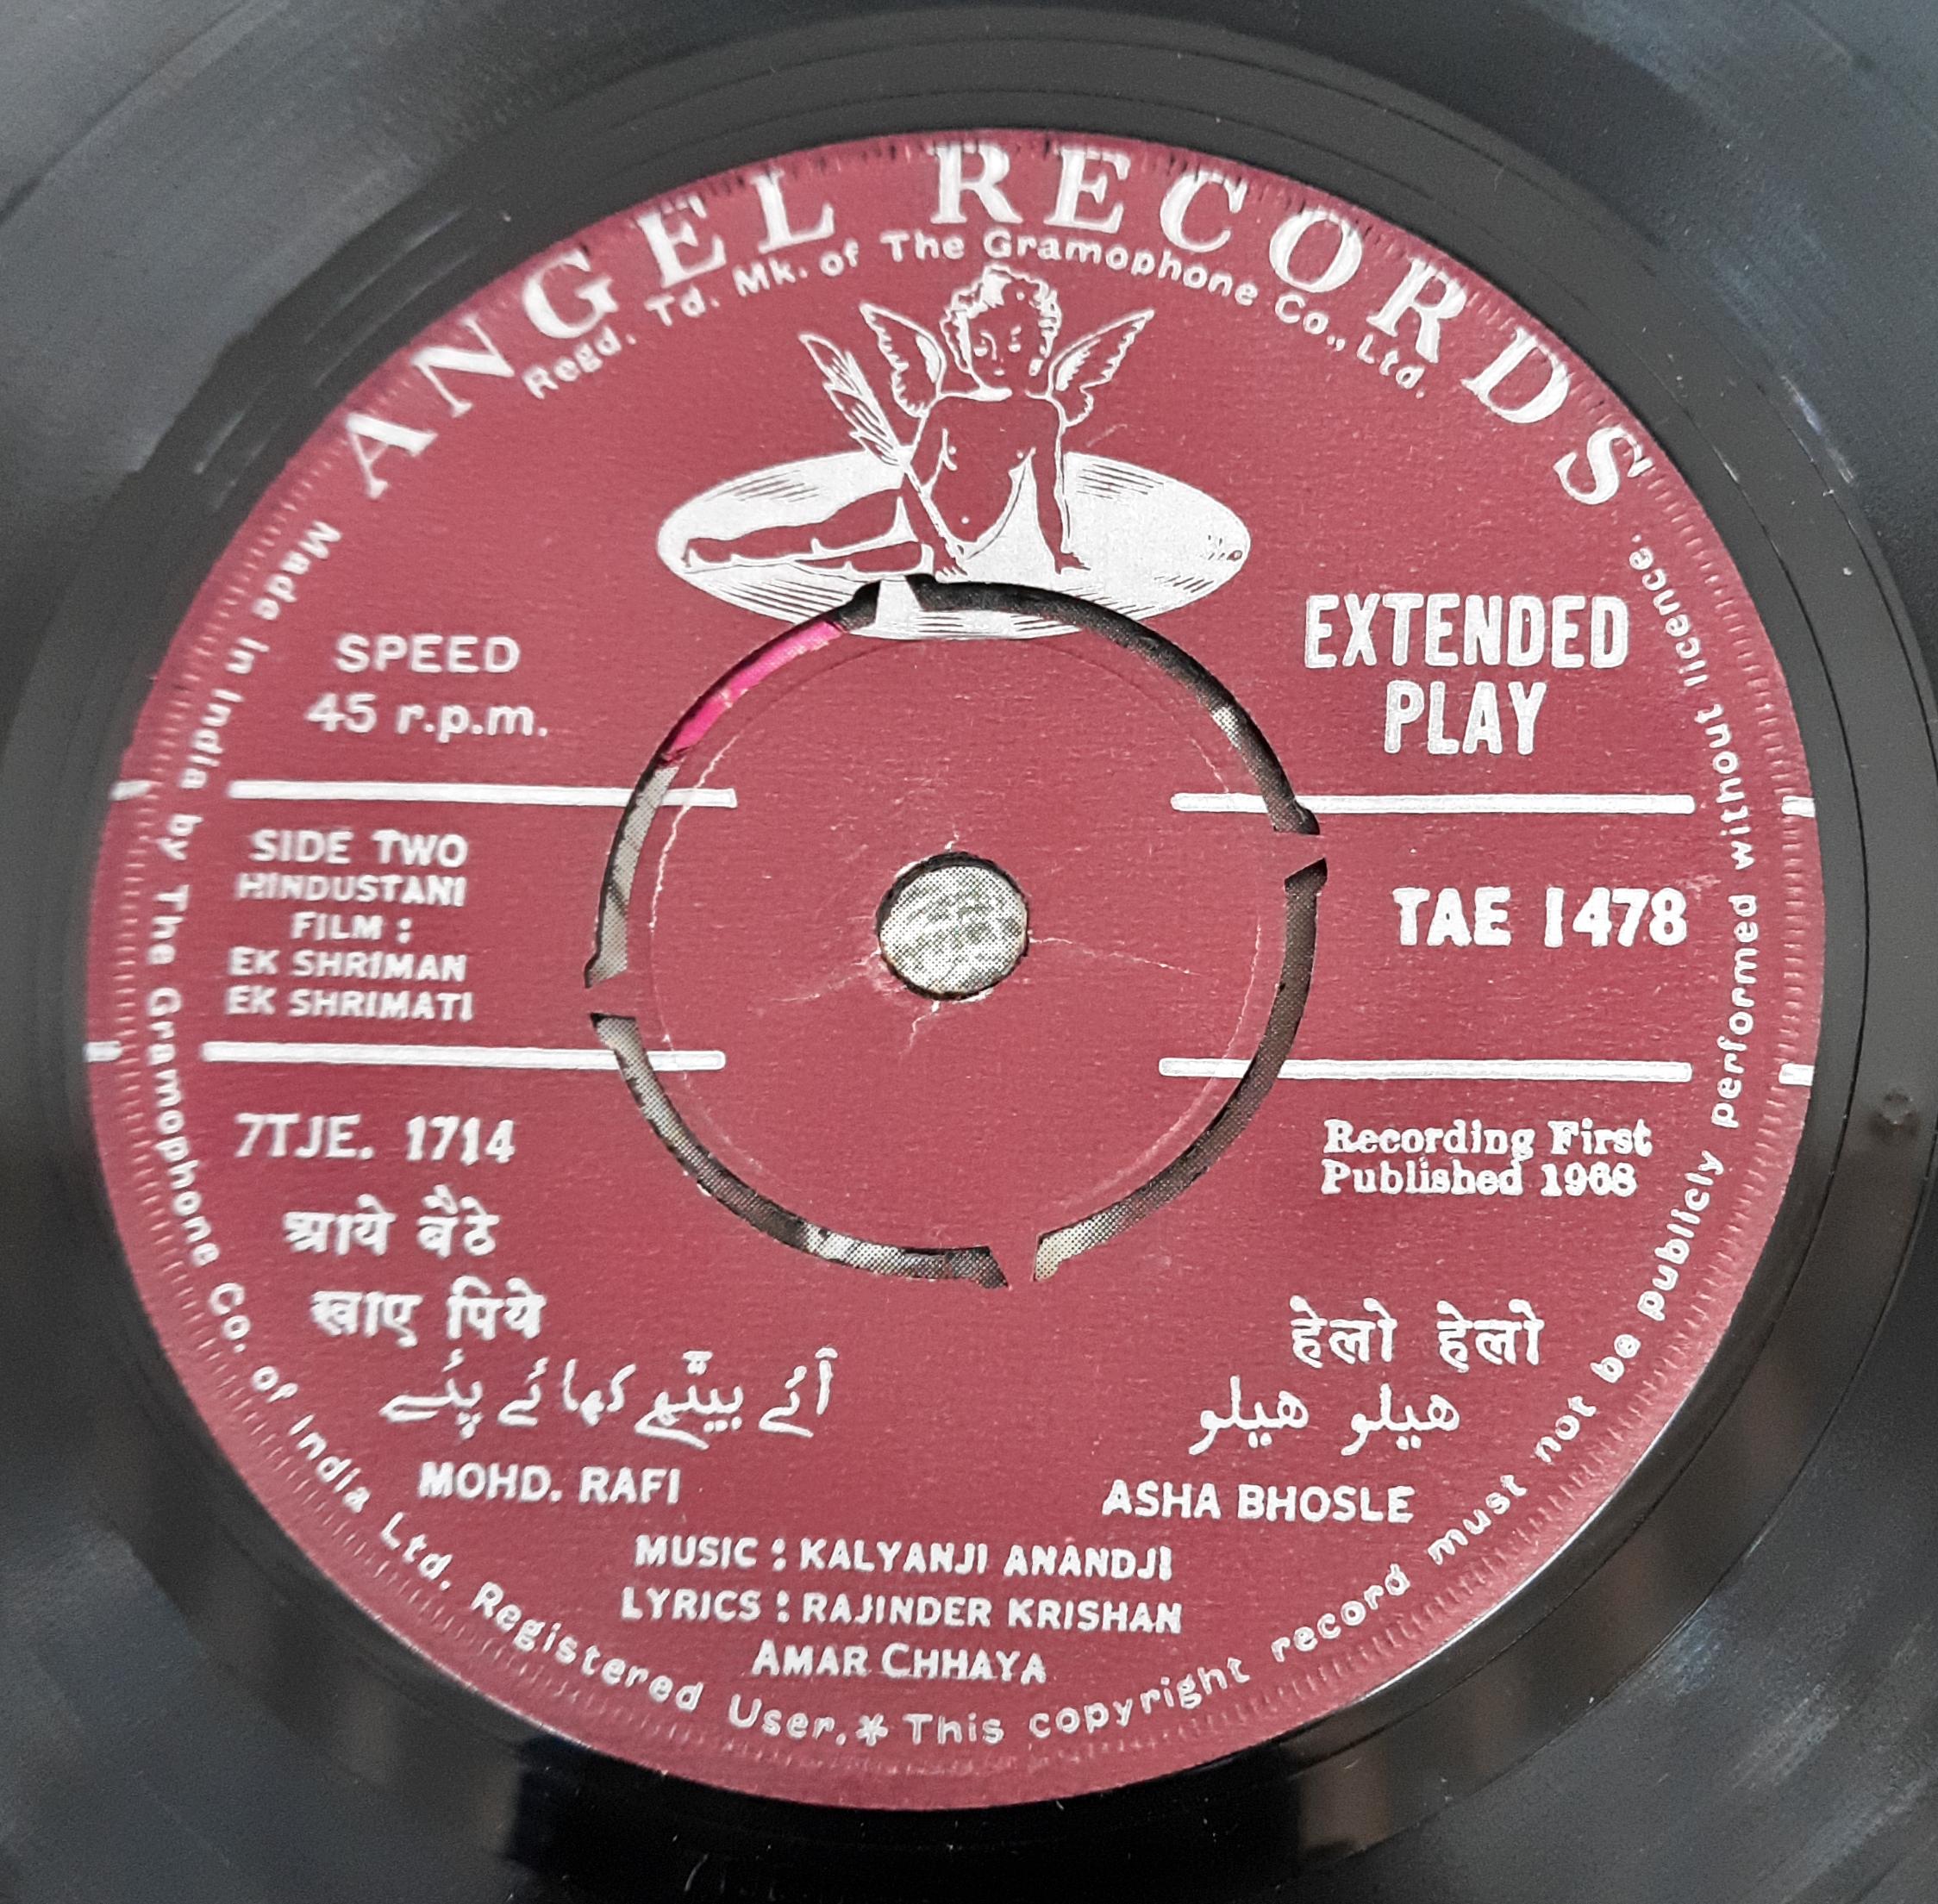 ANGEL RECORDS
Regd. Td. Mk. of The Gramophone Co., Ltd.
SPEED
45 r.p.m.
EXTENDED
PLAY
SIDE TWO
HINDUSTANI
FILM :
EK SHRIMAN
EK SHRIMATI
TAE 1478
7TJE. 1714
Recording First
Published 1968
आये बैठे
खाए पिये
آئے بیٹھے کھائے پئے
MOHD. RAFI
हेलो हेलो
ھیلو ھیلو
ASHA BHOSLE
MUSIC : KALYANJI ANANDJI
LYRICS : RAJINDER KRISHAN
AMAR CHHAYA
Made in India by The Gramophone Co. of India Ltd. Registered User.* This copyright record must not be publicly performed without licence.